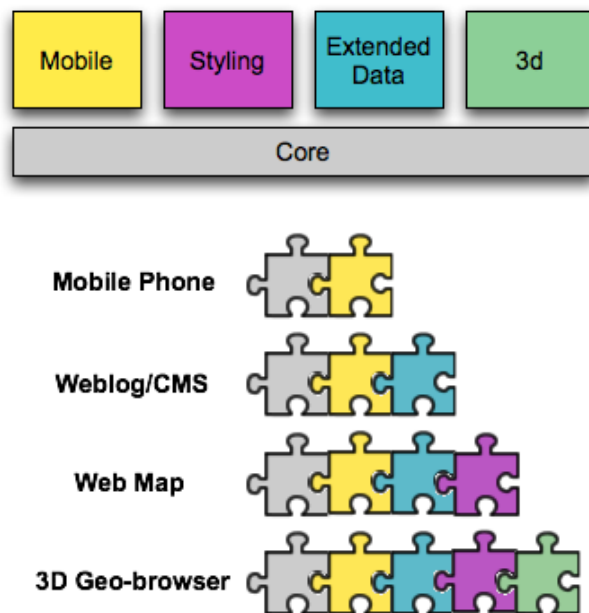 Mobile
Styling
Extended
Data
3d
Core
Mobile Phone
Weblog/CMS
Web Map
3D Geo-browser